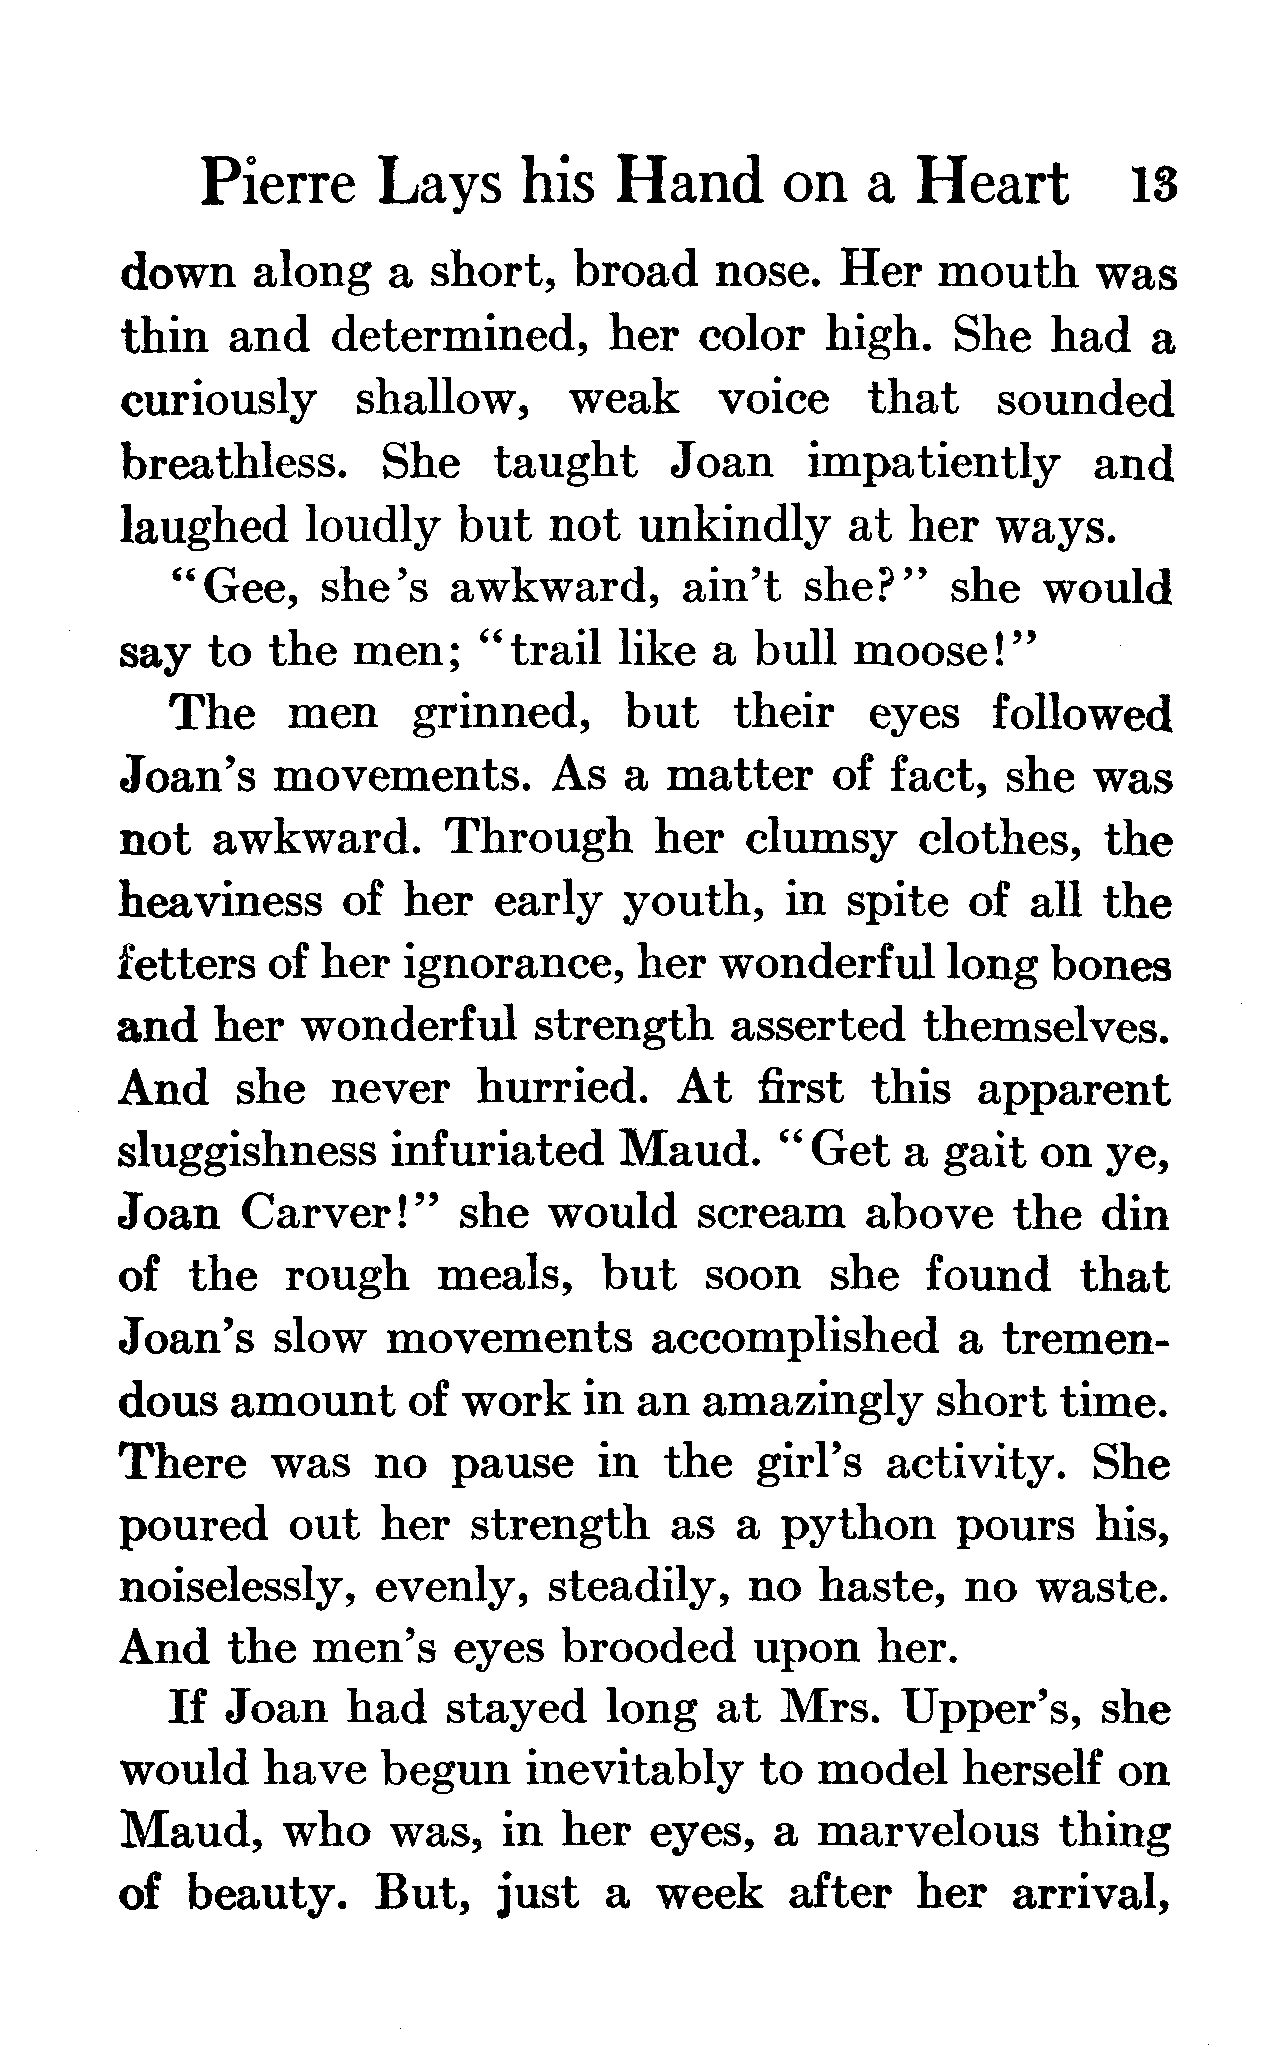 Pierre Lays his Hand on a Heart 13
down along a short, broad nose. Her mouth was
thin and determined, her color high. She had a
curiously shallow, weak voice that sounded
breathless. She taught Joan impatiently and
laughed loudly but not unkindly at her ways.
“Gee, she’s awkward, ain’t she?” she would
say to the men; “trail like a bull moose!”
The men grinned, but their eyes followed
Joan’s movements. As a matter of fact, she was
not awkward. Through her clumsy clothes, the
heaviness of her early youth, in spite of all the
fetters of her ignorance, her wonderful long bones
and her wonderful strength asserted themselves.
And she never hurried. At first this apparent
sluggishness infuriated Maud. “Get a gait on ye,
Joan Carver!” she would scream above the din
of the rough meals, but soon she found that
Joan’s slow movements accomplished a tremen-
dous amount of work in an amazingly short time.
There was no pause in the girl’s activity. She
poured out her strength as a python pours his,
noiselessly, evenly, steadily, no haste, no waste.
And the men’s eyes brooded upon her.
If Joan had stayed long at Mrs. Upper’s, she
would have begun inevitably to model herself on
Maud, who was, in her eyes, a marvelous thing
of beauty. But, just a week after her arrival,